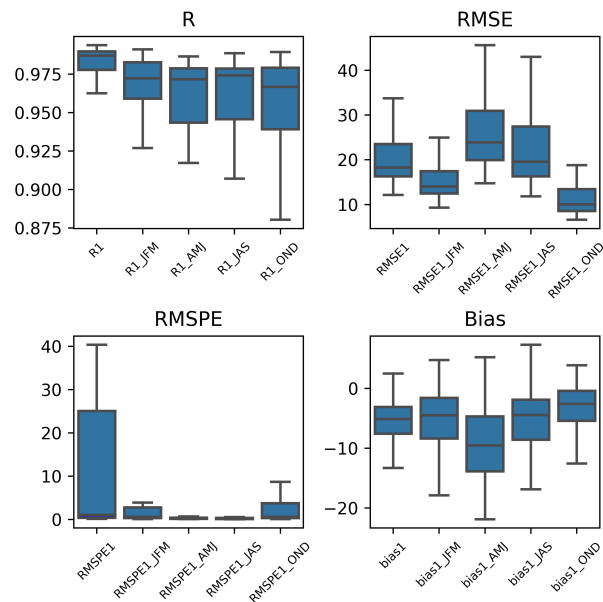 R
RMSE
0.975
0.950
0.925
0.900
0.875
R1
R1_JFM
R1_AMJ
R1_JAS
R1_OND
40
30
20
10
RMSE1
RMSE1_JFM
RMSE1_AMJ
RMSE1_JAS
RMSE1_OND
RMSPE
Bias
40
30
20
10
0
RMSPE1
RMSPE1_JFM
RMSPE1_AMJ
RMSPE1_JAS
RMSPE1_OND
0
−10
−20
bias1
bias1_JFM
bias1_AMJ
bias1_JAS
bias1_OND